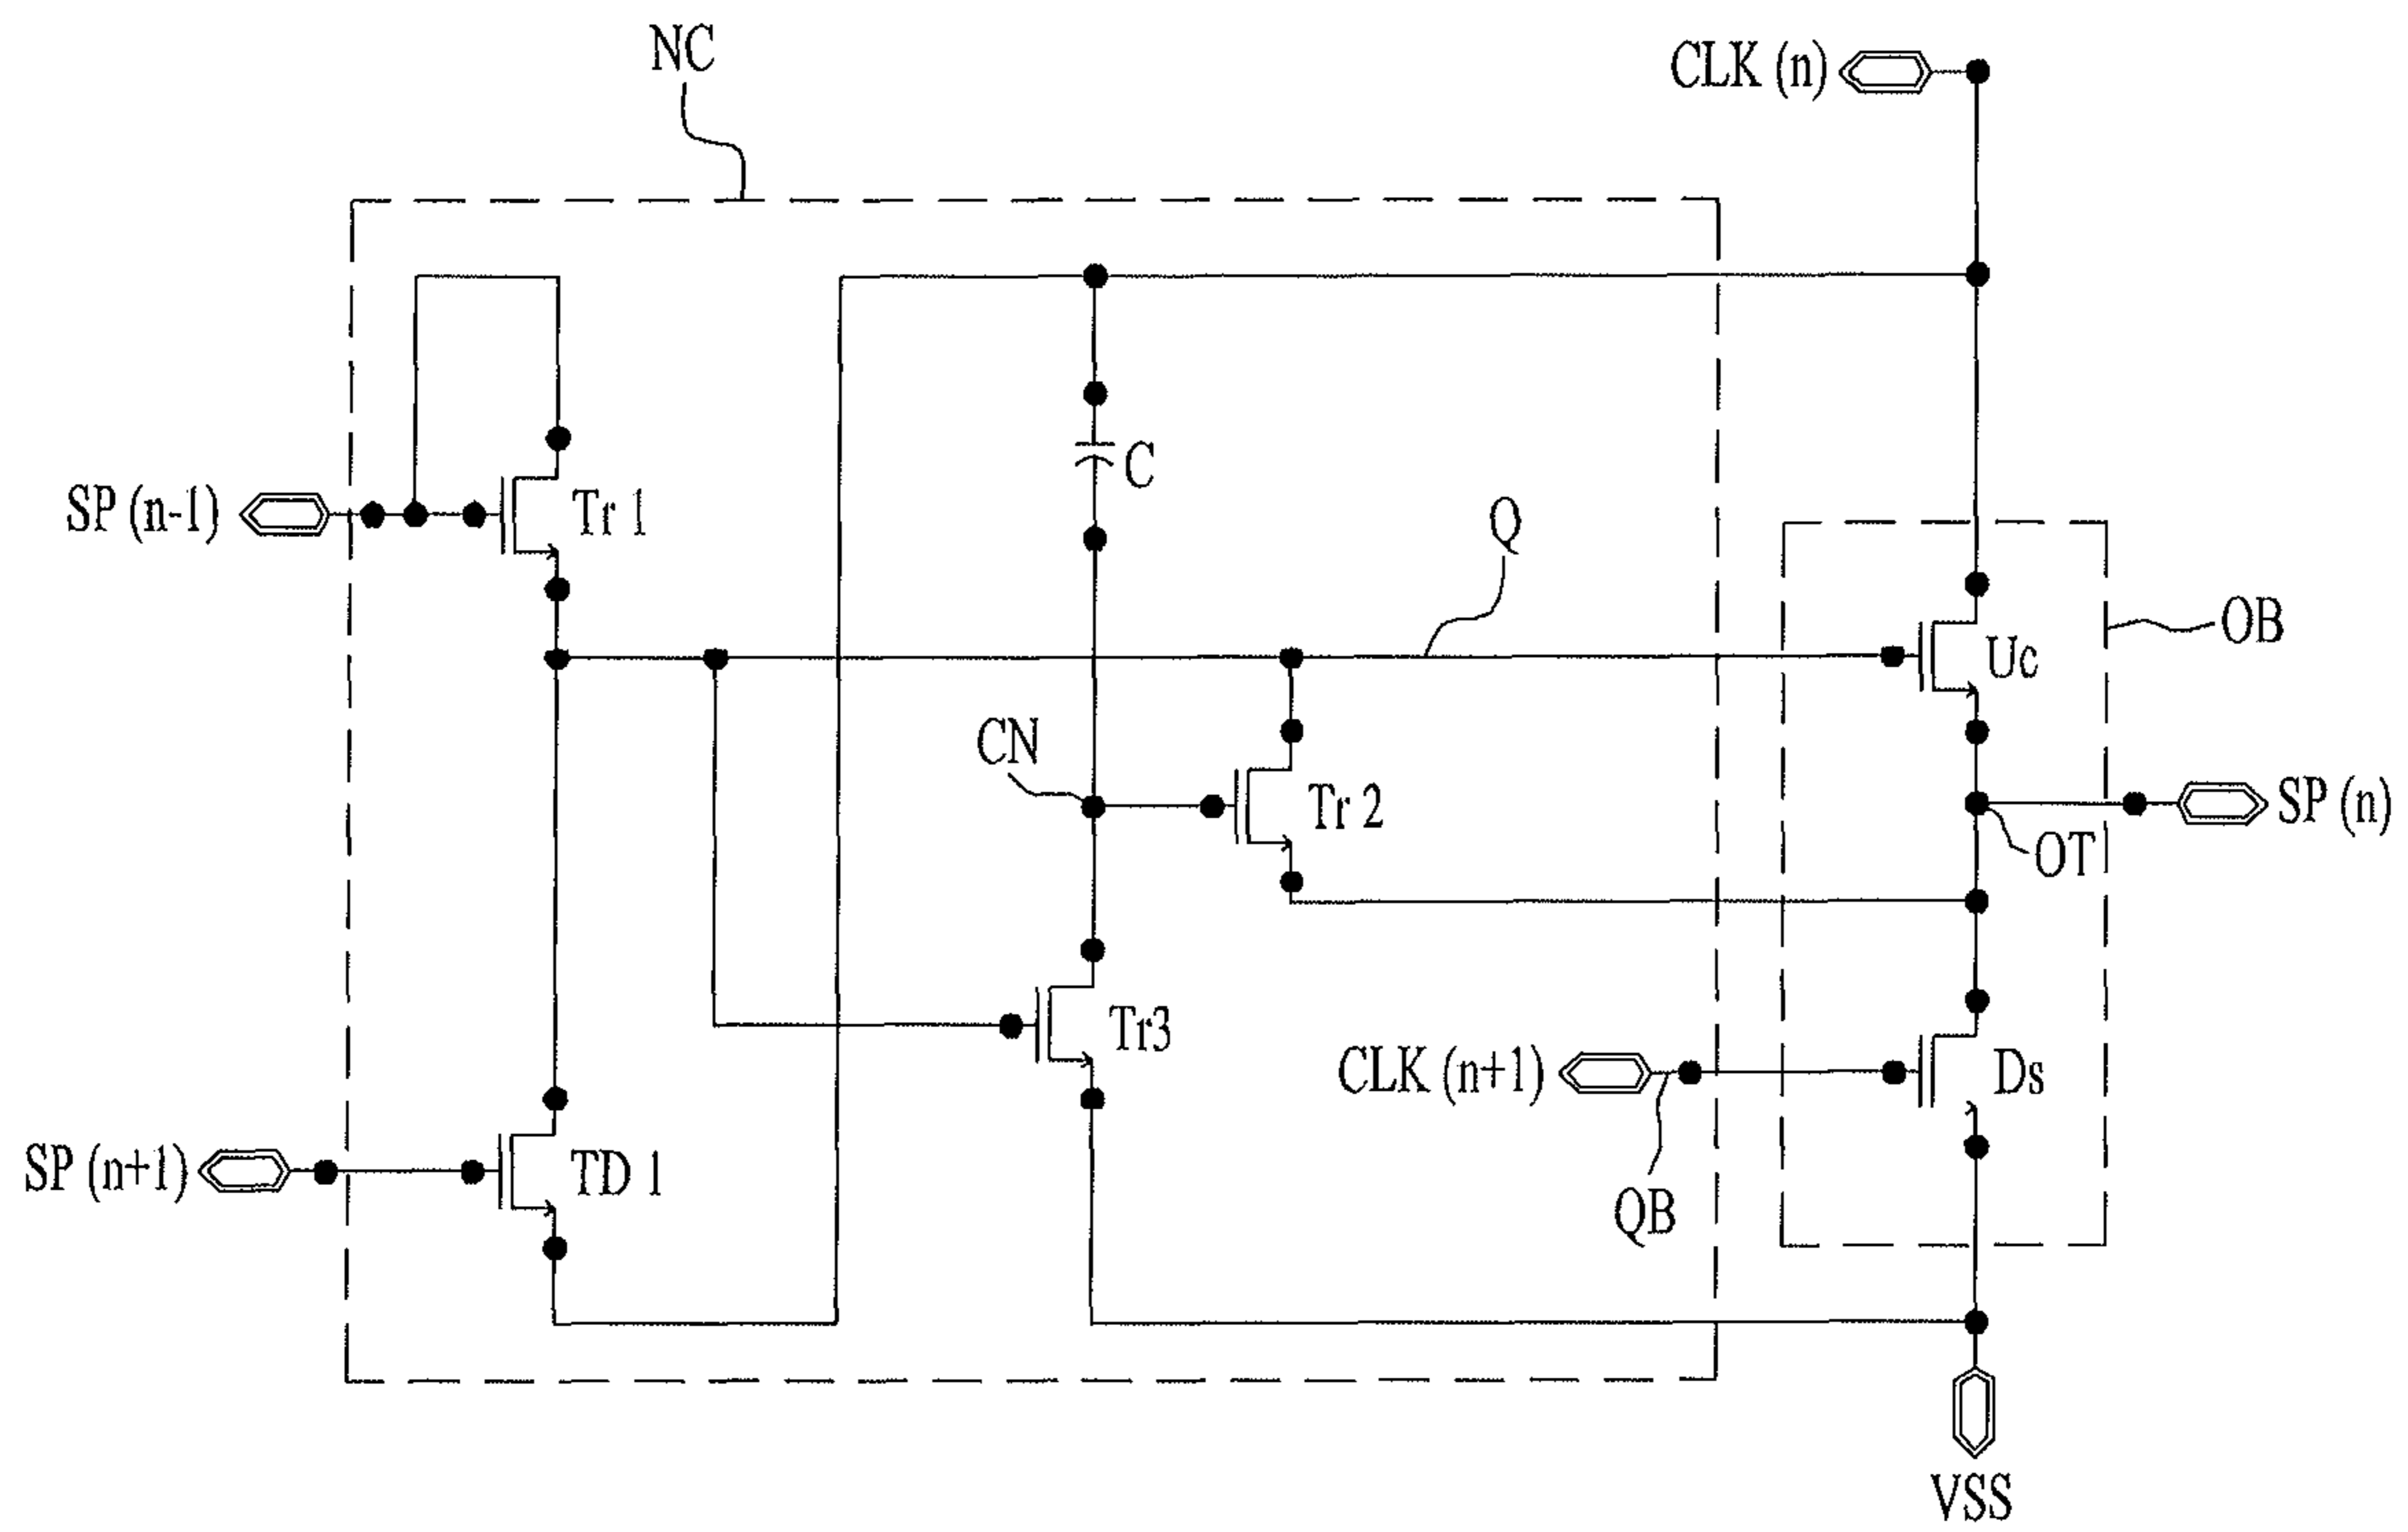 NC
CLK (n)
C
SP (n-1)
Tr 1
Q
OB
Uc
CN
Tr 2
SP (n)
OT
Tr3
CLK (n+1)
Ds
SP (n+1)
TD 1
QB
VSS